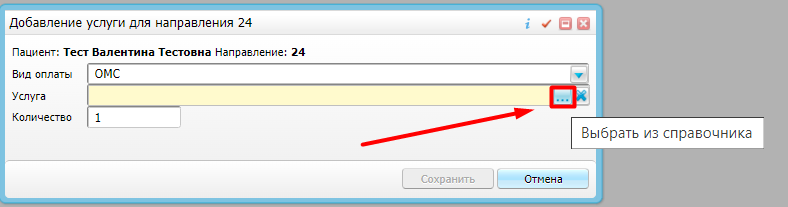 Добавление услуги для направления 24
Пациент: Тест Валентина Тестовна Направление: 24
Вид оплаты ОМС
Услуга ...
Количество 1
Выбрать из справочника
Сохранить Отмена